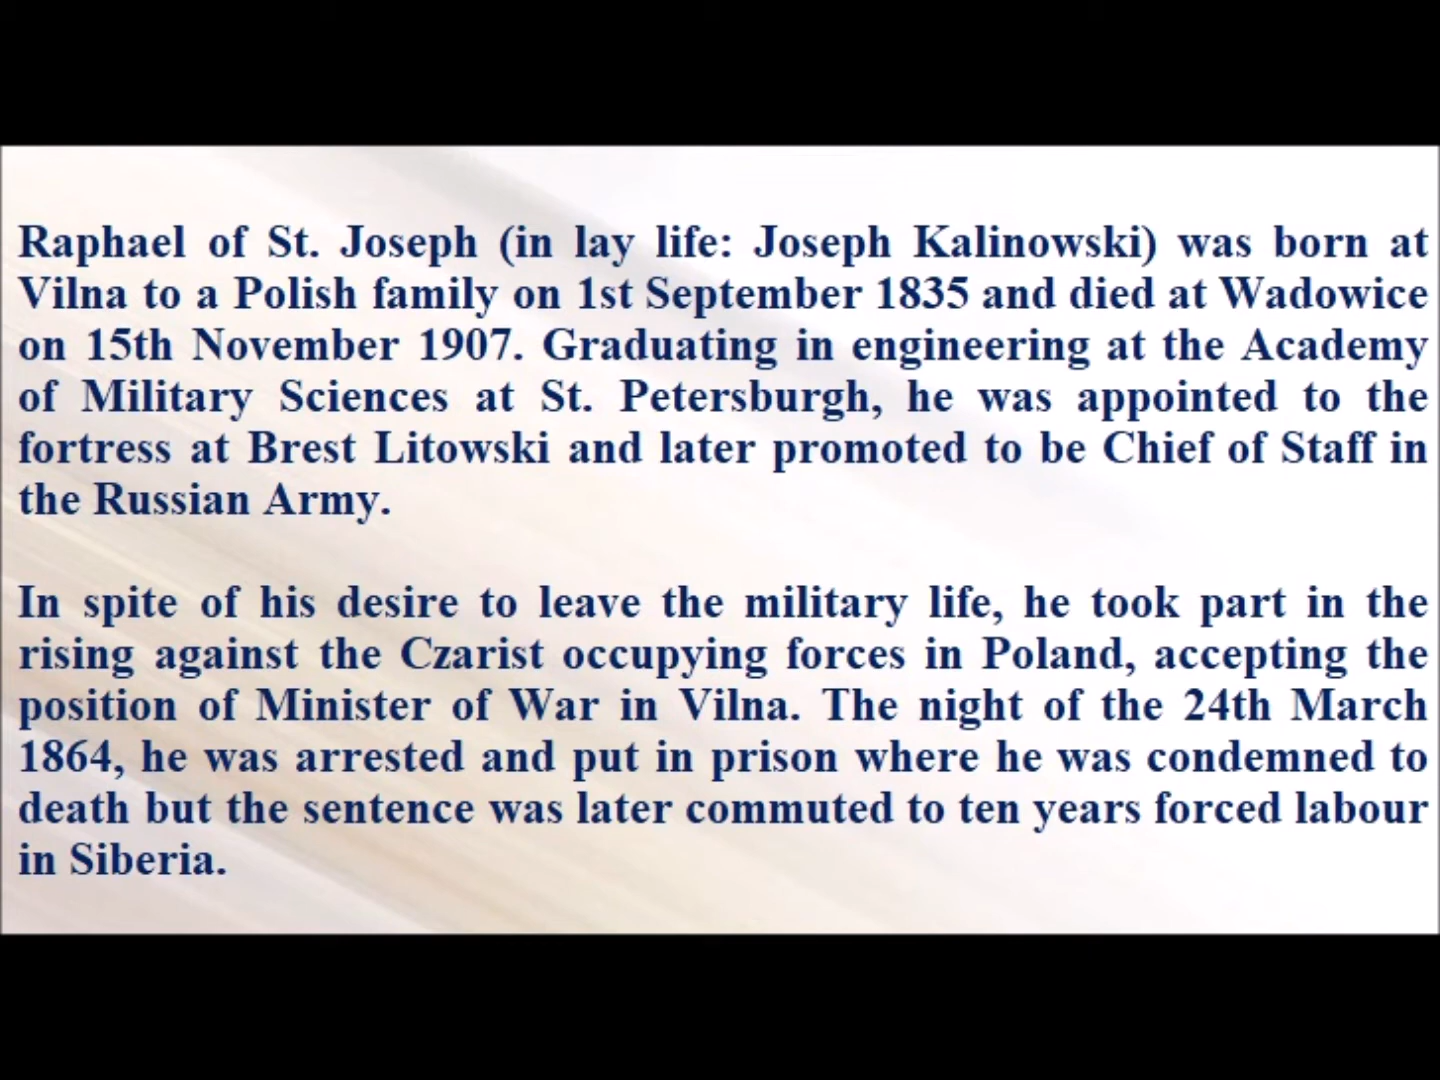 Raphael of St. Joseph (in lay life: Joseph Kalinowski) was born at
Vilna to a Polish family on 1st September 1835 and died at Wadowice
on 15th November 1907. Graduating in engineering at the Academy
of Military Sciences at St. Petersburgh, he was appointed to the
fortress at Brest Litowski and later promoted to be Chief of Staff in
the Russian Army.
In spite of his desire to leave the military life, he took part in the
rising against the Czarist occupying forces in Poland, accepting the
position of Minister of War in Vilna. The night of the 24th March
1864, he was arrested and put in prison where he was condemned to
death but the sentence was later commuted to ten years forced labour
in Siberia.